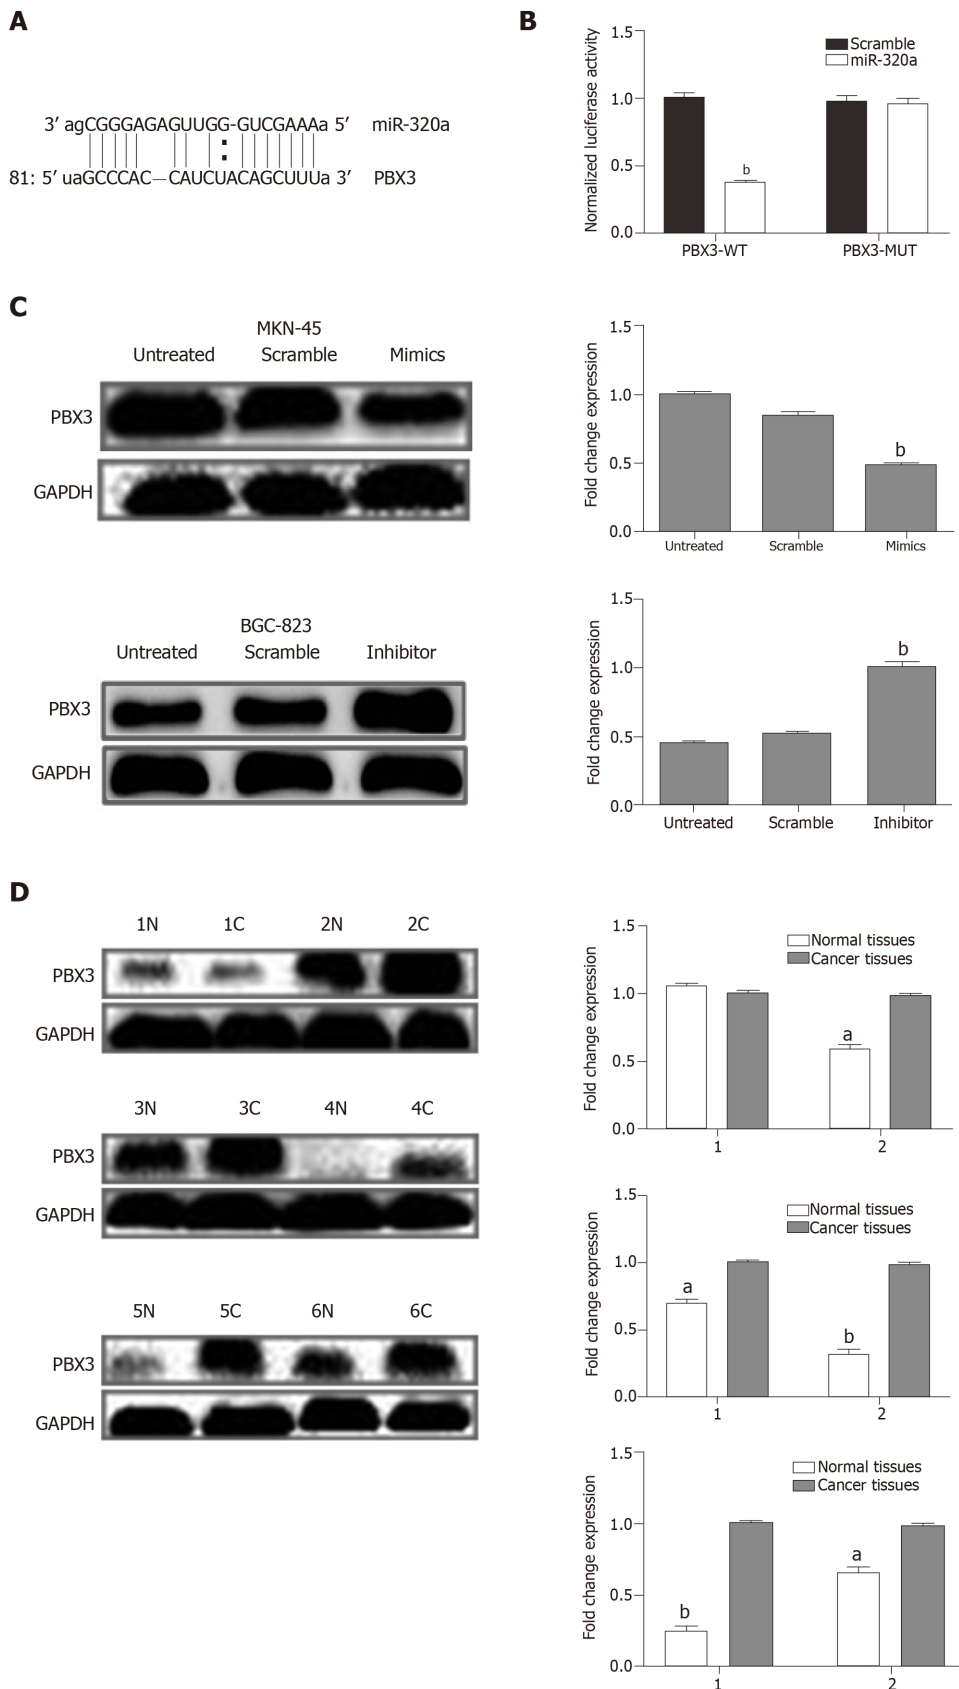 A
3′ agCGGGAGAGUUGG-GUCGAAAa 5′ miR-320a
81: 5′ uaGCCCAC—CAUCUACAGCUUUa 3′ PBX3
B
Normalized luciferase activity
1.5
1.0
0.5
0.0
Scramble
miR-320a
b
PBX3-WT PBX3-MUT
C
MKN-45
Untreated Scramble Mimics
PBX3
GAPDH
Fold change expression
1.5
1.0
0.5
0.0
b
Untreated Scramble Mimics
BGC-823
Untreated Scramble Inhibitor
PBX3
GAPDH
Fold change expression
1.5
1.0
0.5
0.0
b
Untreated Scramble Inhibitor
D
1N 1C 2N 2C
PBX3
GAPDH
Fold change expression
1.5
1.0
0.5
0.0
Normal tissues
Cancer tissues
a
1 2
3N 3C 4N 4C
PBX3
GAPDH
Fold change expression
1.5
1.0
0.5
0.0
Normal tissues
Cancer tissues
a
b
1 2
5N 5C 6N 6C
PBX3
GAPDH
Fold change expression
1.5
1.0
0.5
0.0
Normal tissues
Cancer tissues
b
a
1 2